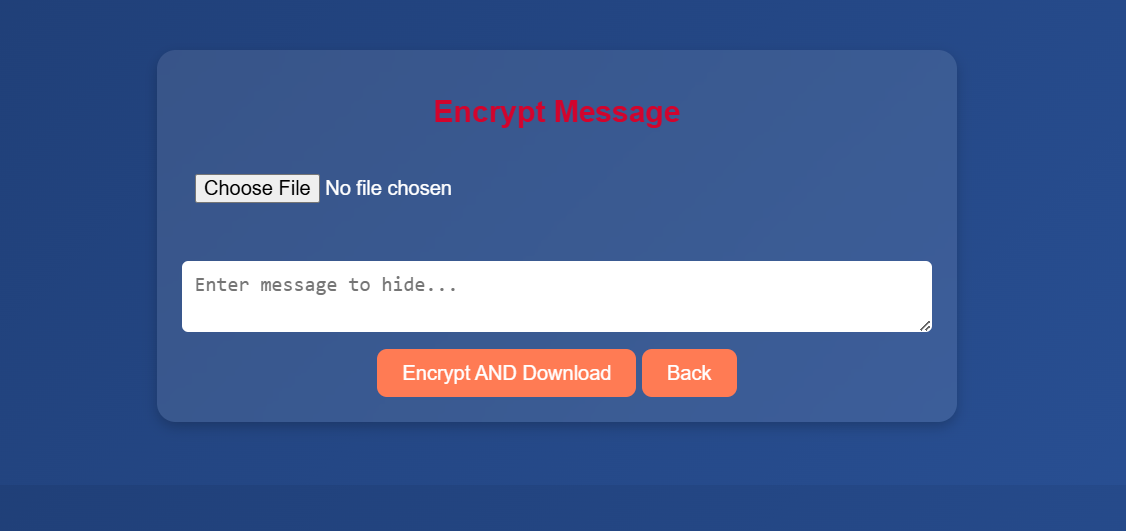 Encrypt Message
Choose File No file chosen
Enter message to hide...
Encrypt AND Download Back